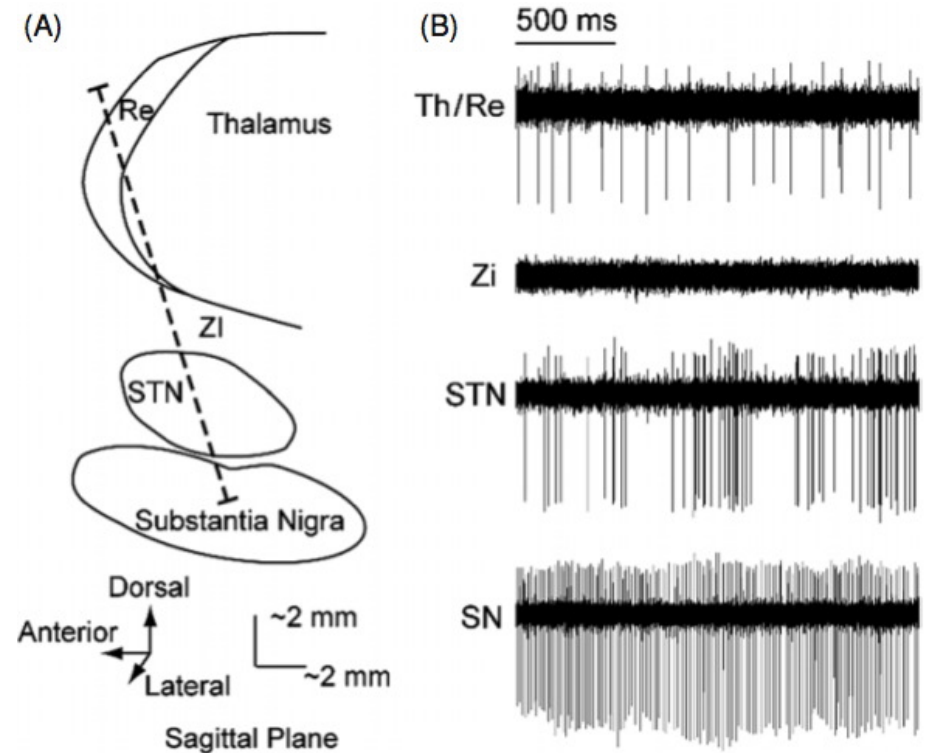 (A)
Re
Thalamus
ZI
STN
Substantia Nigra
Dorsal
Anterior
Lateral
~2 mm
~2 mm
Sagittal Plane
(B)
500 ms
Th/Re
Zi
STN
SN